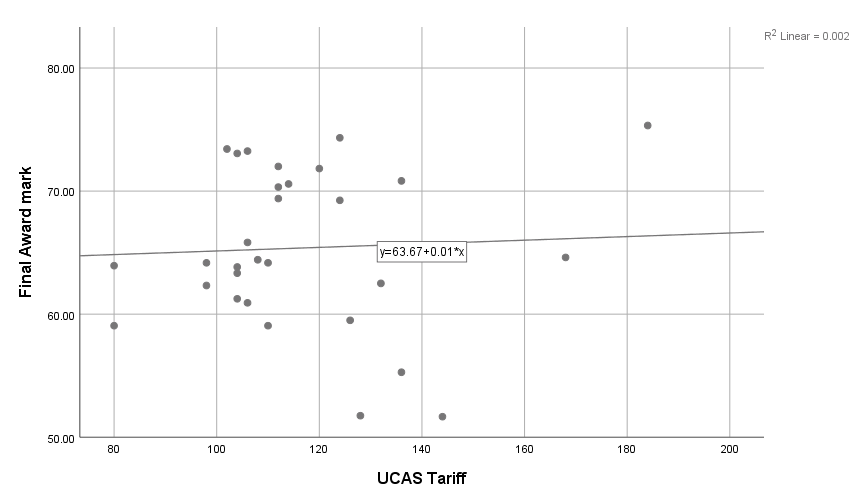 R2 Linear = 0.002
80.00
70.00
60.00
50.00
Final Award mark
y=63.67+0.01*x
80 100 120 140 160 180 200
UCAS Tariff